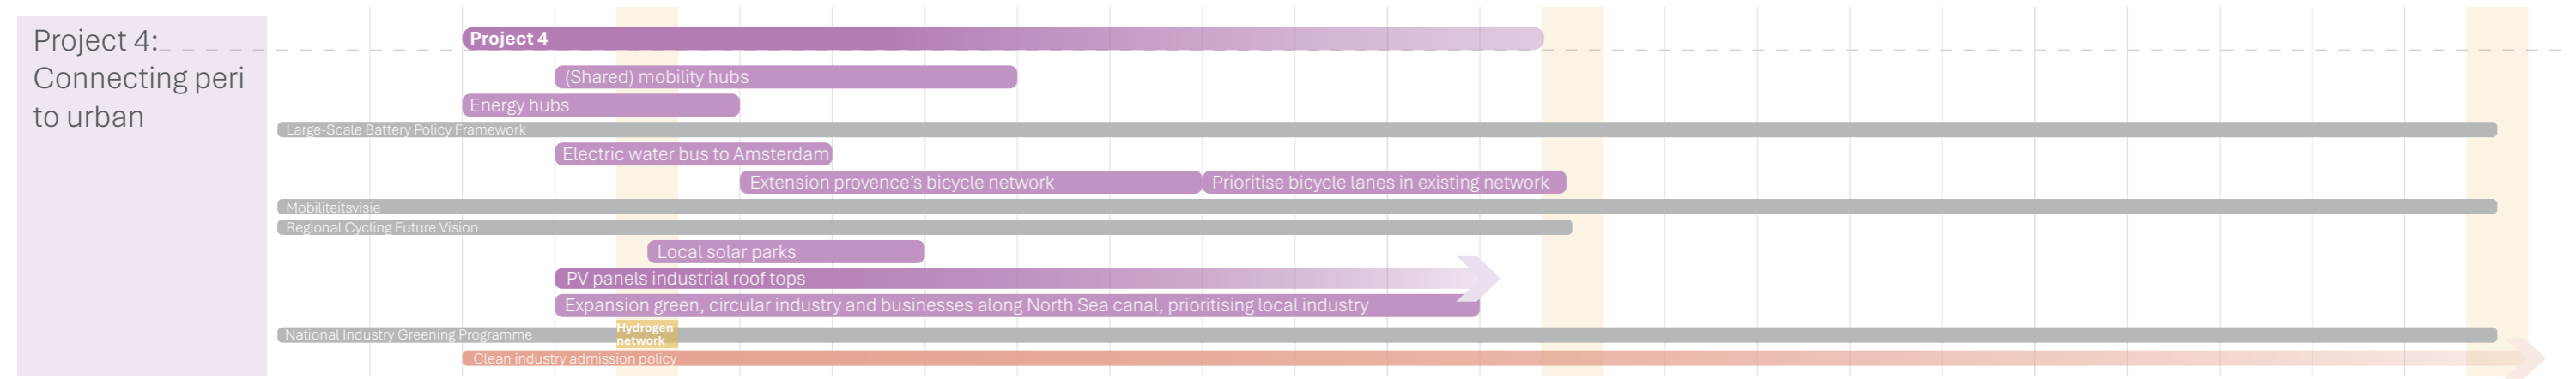 Project 4:
Connecting peri
to urban
Project 4
(Shared) mobility hubs
Energy hubs
Large-Scale Battery Policy Framework
Electric water bus to Amsterdam
Extension provence's bicycle network
Prioritise bicycle lanes in existing network
Mobiliteitsvisie
Regional Cycling Future Vision
Local solar parks
PV panels industrial roof tops
Expansion green, circular industry and businesses along North Sea canal, prioritising local industry
National Industry Greening Programme
Hydrogen
network
Clean industry admission policy